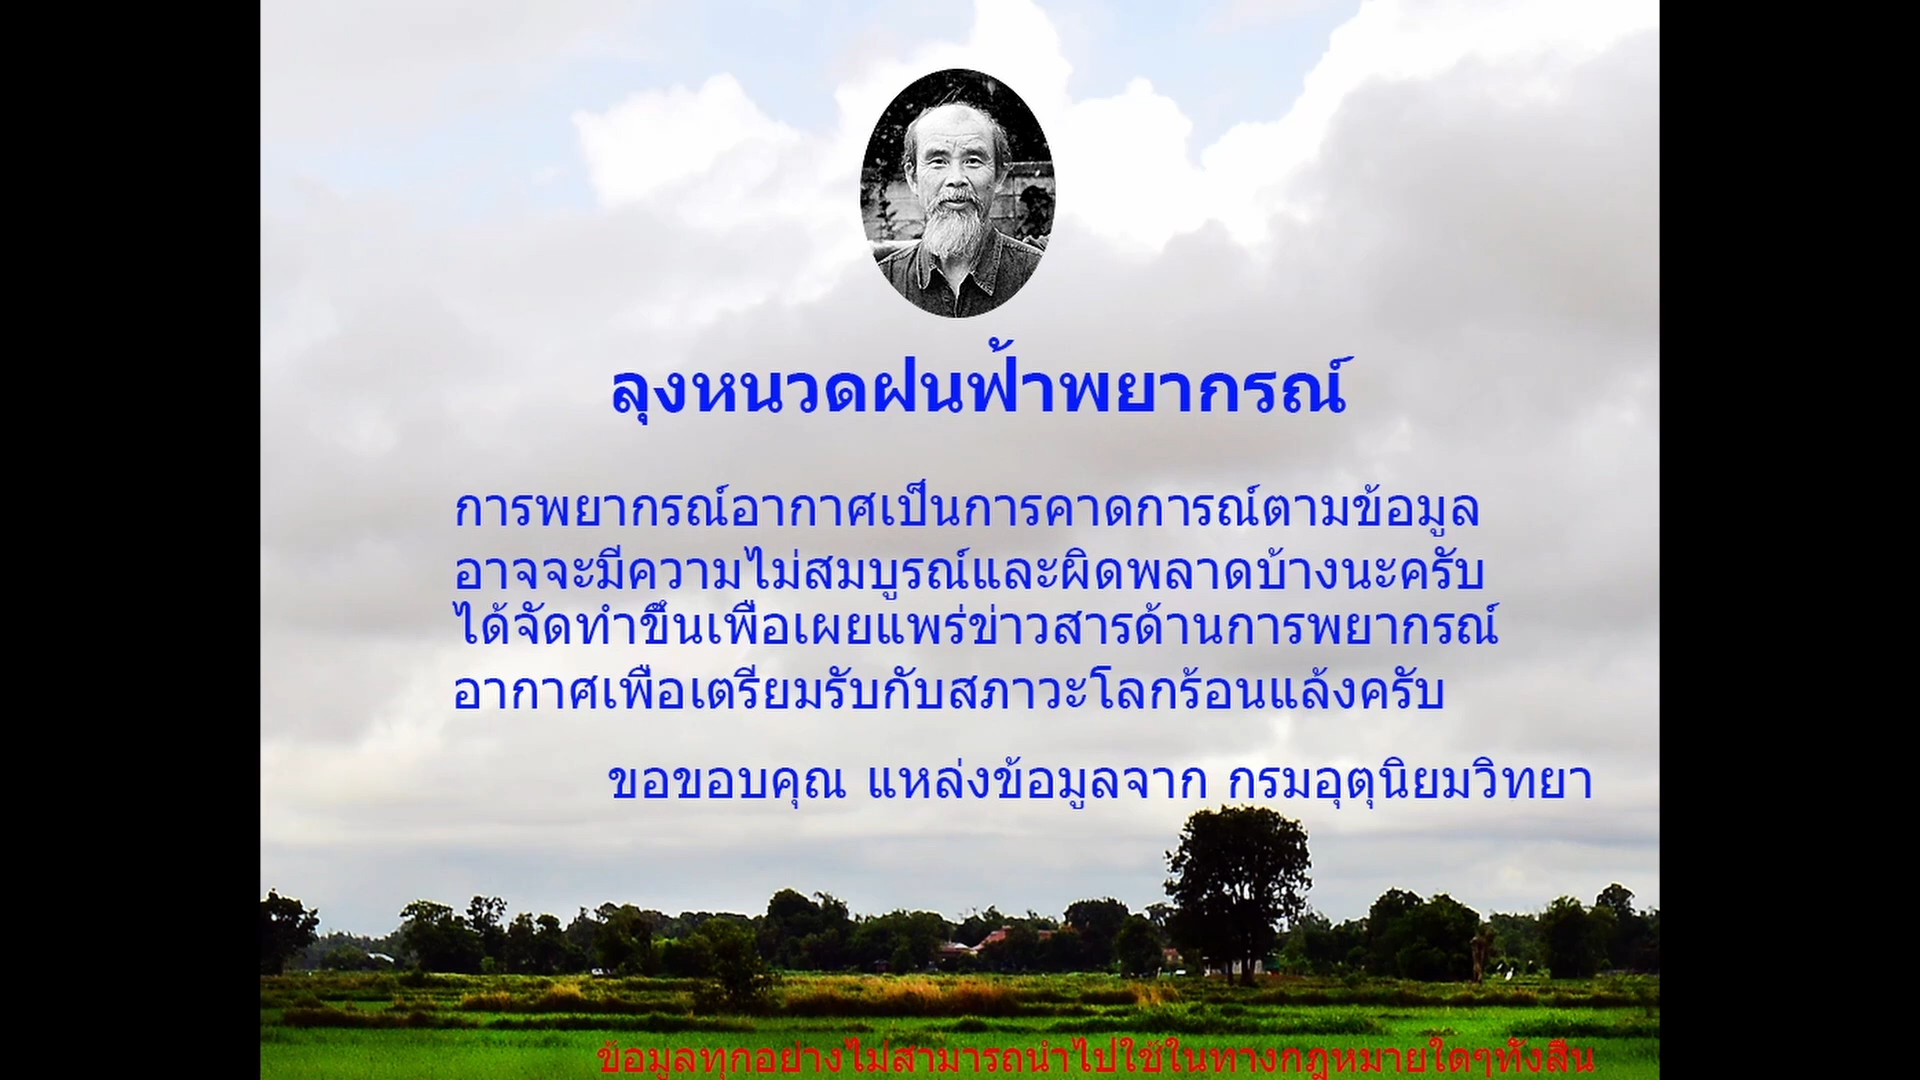 ลุงหนวดฝนฟ้าพยากรณ์
การพยากรณ์อากาศเป็นการคาดการณ์ตามข้อมูล
อาจจะมีความไม่สมบูรณ์และผิดพลาดบ้างนะครับ
ได้จัดทำขึ้นเพื่อเผยแพร่ข่าวสารด้านการพยากรณ์
อากาศเพื่อเตรียมรับกับสภาวะโลกร้อนแล้งครับ
ขอขอบคุณ แหล่งข้อมูลจาก กรมอุตุนิยมวิทยา
ข้อมูลทุกอย่างไม่สามารถนำไปใช้ในทางกฎหมายใดๆทั้งสิ้น